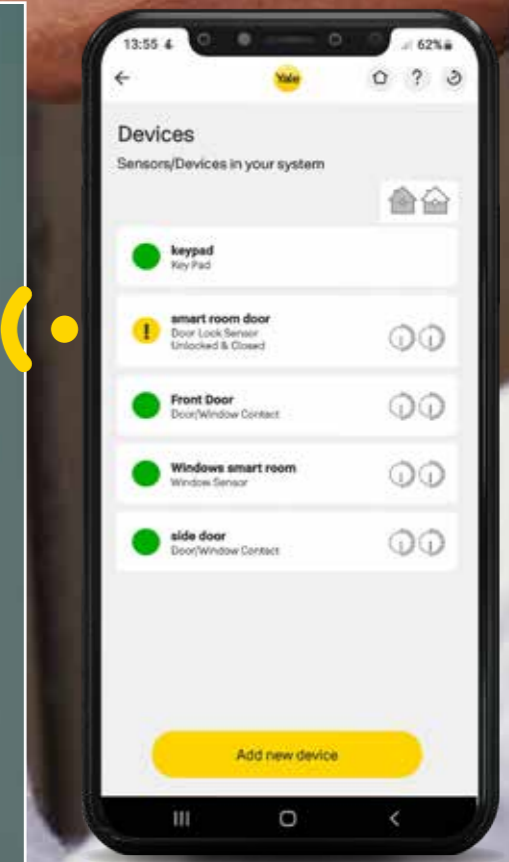 13:55
62%
Yale
?
Devices
Sensors/Devices in your system
keypad
Key Pad
!
smart room door
Door Lock Sensor
Unlocked & Closed
Front Door
Door/Window Contact
Windows smart room
Window Sensor
side door
Door/Window Contact
Add new device